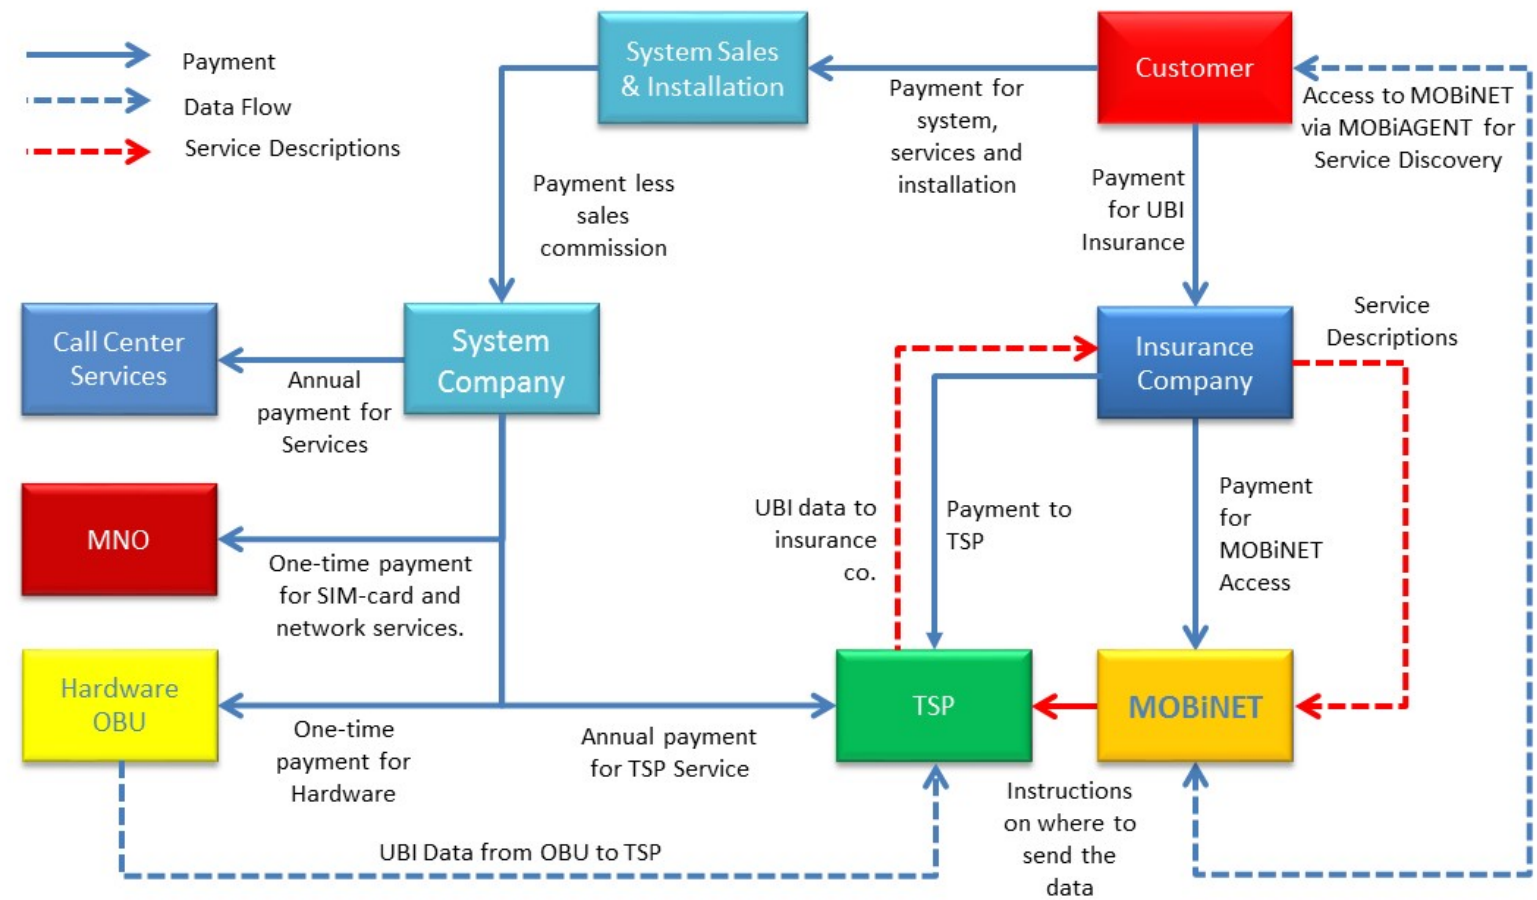 Payment
Data Flow
Service Descriptions
System Sales
& Installation
Customer
Payment for
system,
services and
installation
Access to MOBiNET
via MOBiAGENT for
Service Discovery
Payment less
sales
commission
Payment
for UBI
Insurance
Call Center
Services
System
Company
Insurance
Company
Service
Descriptions
Annual
payment for
Services
MNO
One-time payment
for SIM-card and
network services.
UBI data to
insurance
co.
Payment to
TSP
Payment
for
MOBiNET
Access
Hardware
OBU
TSP
MOBiNET
One-time
payment for
Hardware
Annual payment
for TSP Service
Instructions
on where to
send the
data
UBI Data from OBU to TSP